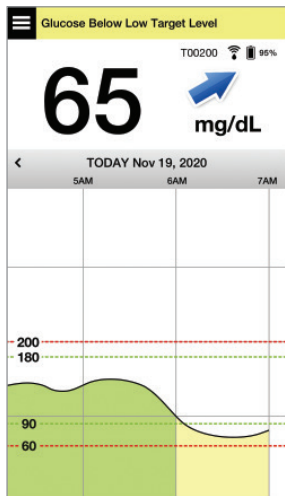 Glucose Below Low Target Level
T00200 95%
65
mg/dL
< TODAY Nov 19, 2020
5AM 6AM 7AM
200
180
90
60